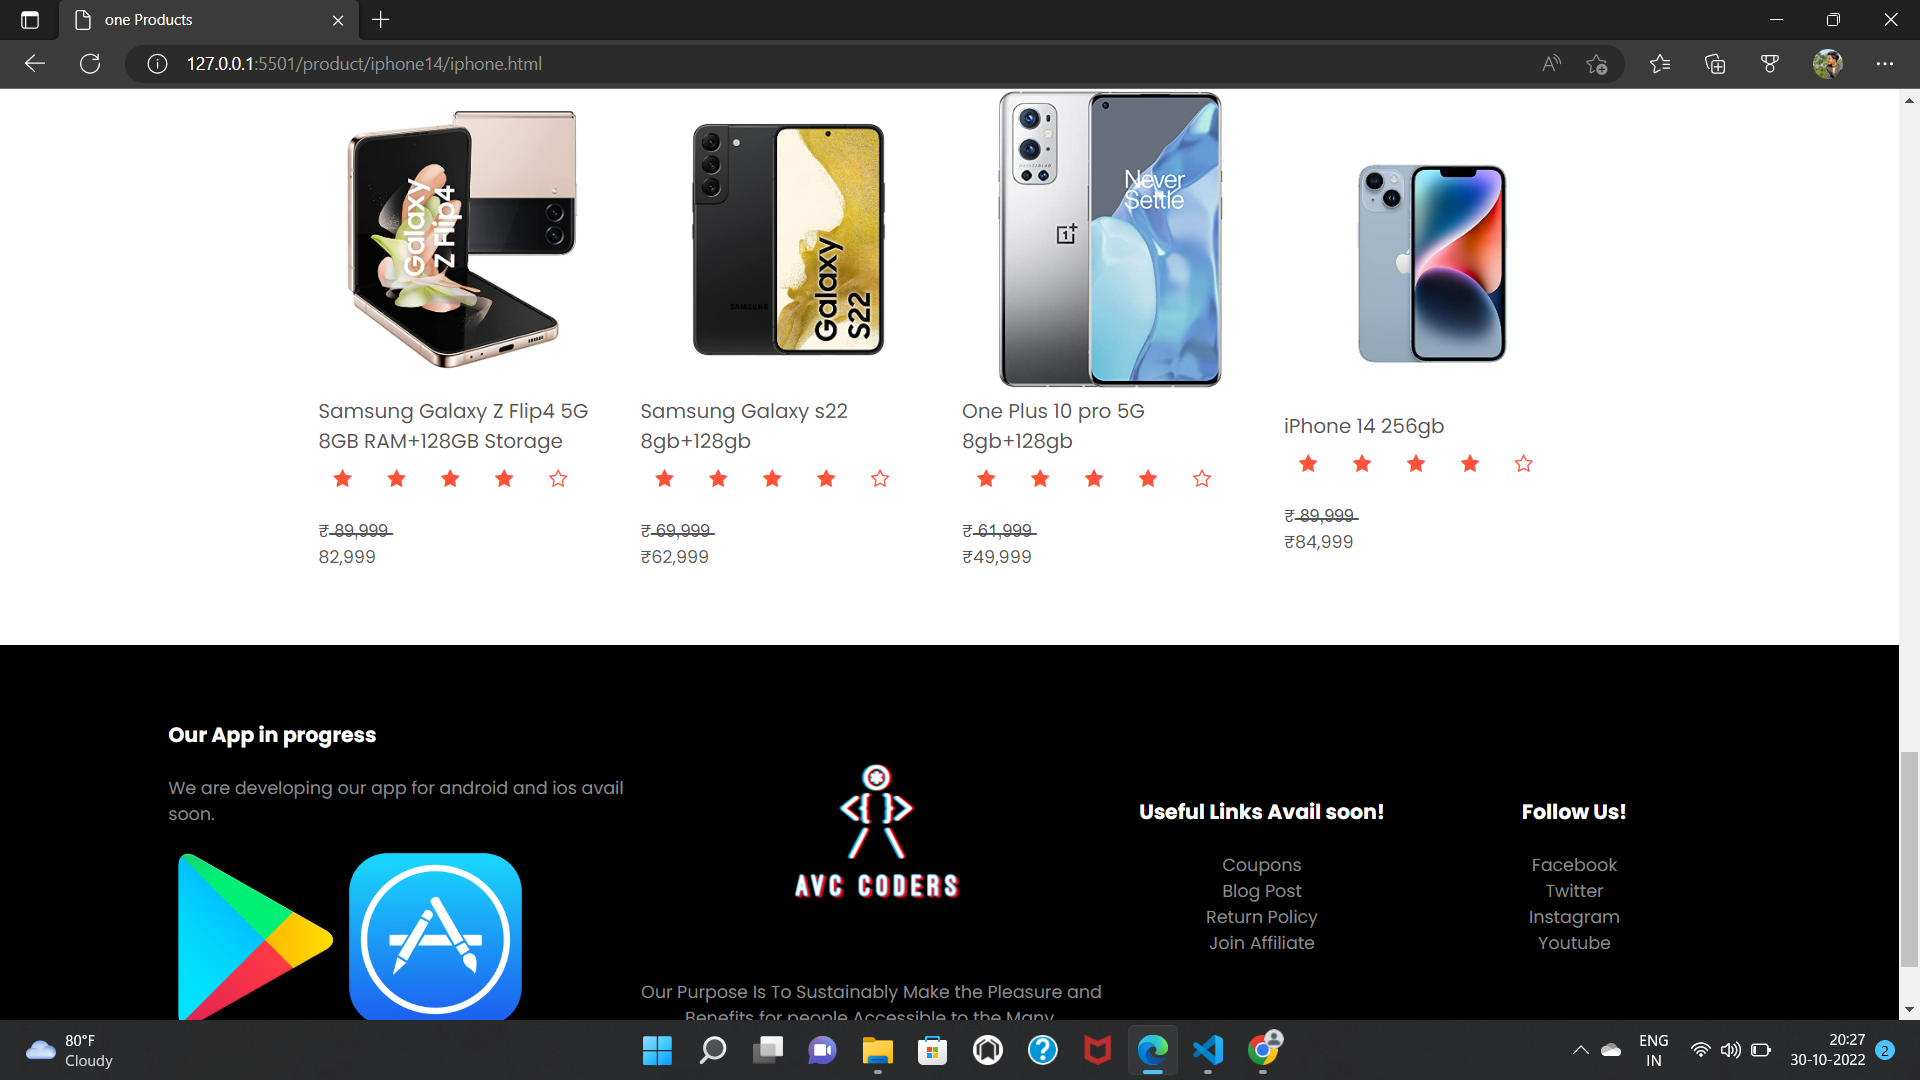 one Products
127.0.0.1:5501/product/iphone14/iphone.html
Galaxy
Z Flip4
SAMSUNG
Galaxy
S22
Never
Settle
Samsung Galaxy Z Flip4 5G
8GB RAM+128GB Storage
₹ 89,999
82,999
Samsung Galaxy s22
8gb+128gb
₹ 69,999
₹62,999
One Plus 10 pro 5G
8gb+128gb
₹ 61,999
₹49,999
iPhone 14 256gb
₹ 89,999
₹84,999
Our App in progress
We are developing our app for android and ios avail
soon.
AVC CODERS
Our Purpose Is To Sustainably Make the Pleasure and
Benefits for people Accessible to the Many
Useful Links Avail soon!
Coupons
Blog Post
Return Policy
Join Affiliate
Follow Us!
Facebook
Twitter
Instagram
Youtube
80°F
Cloudy
ENG
IN
20:27
30-10-2022
2